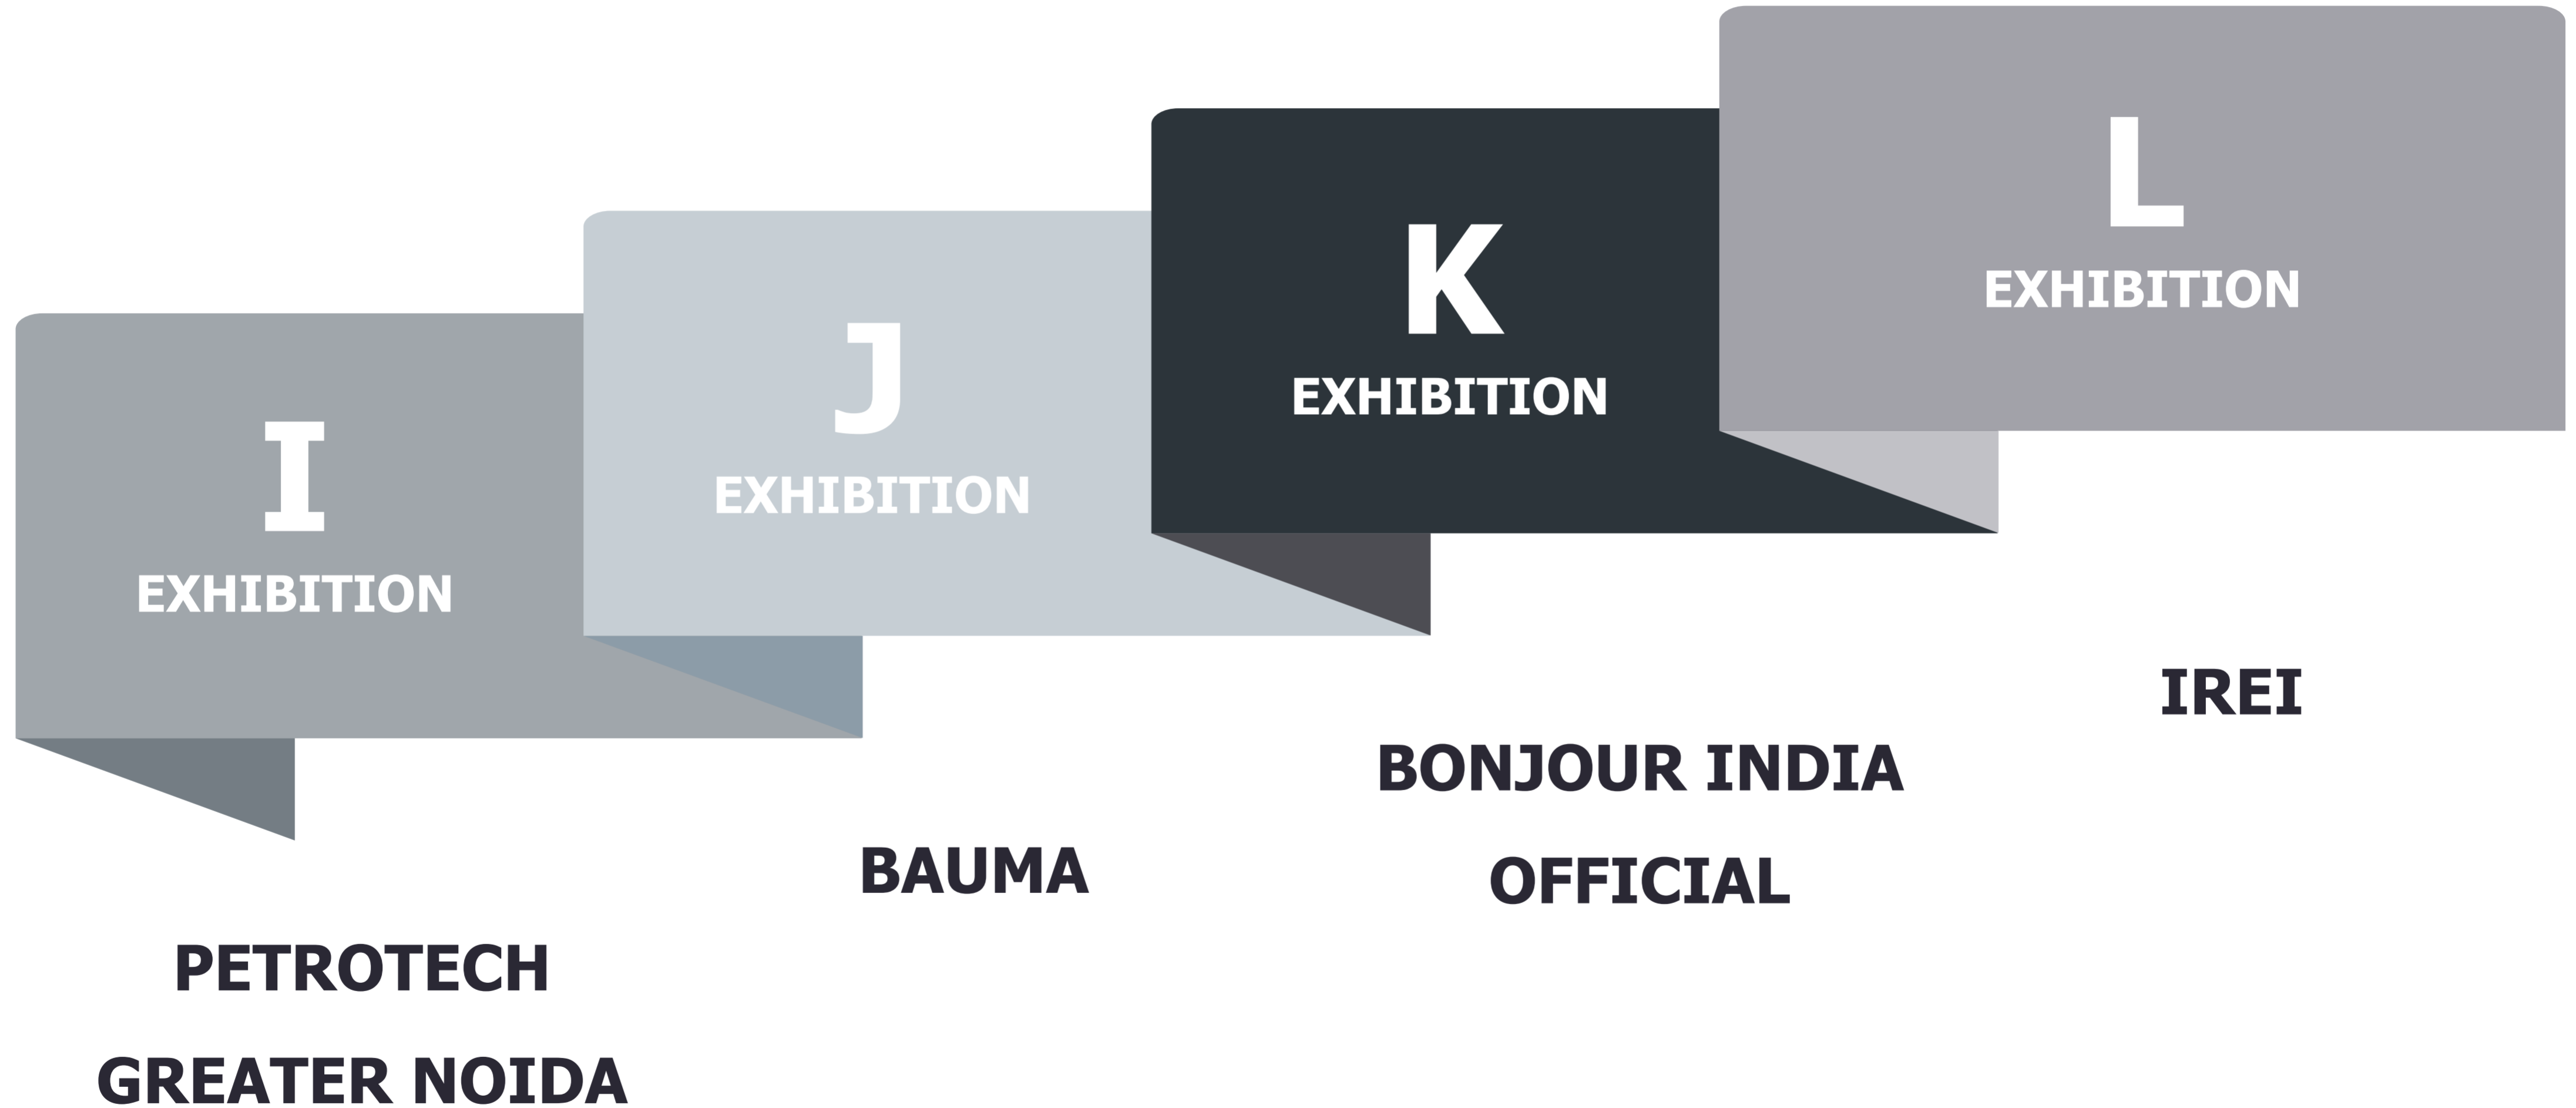 I
EXHIBITION
PETROTECH
GREATER NOIDA
J
EXHIBITION
BAUMA
K
EXHIBITION
BONJOUR INDIA
OFFICIAL
L
EXHIBITION
IREI